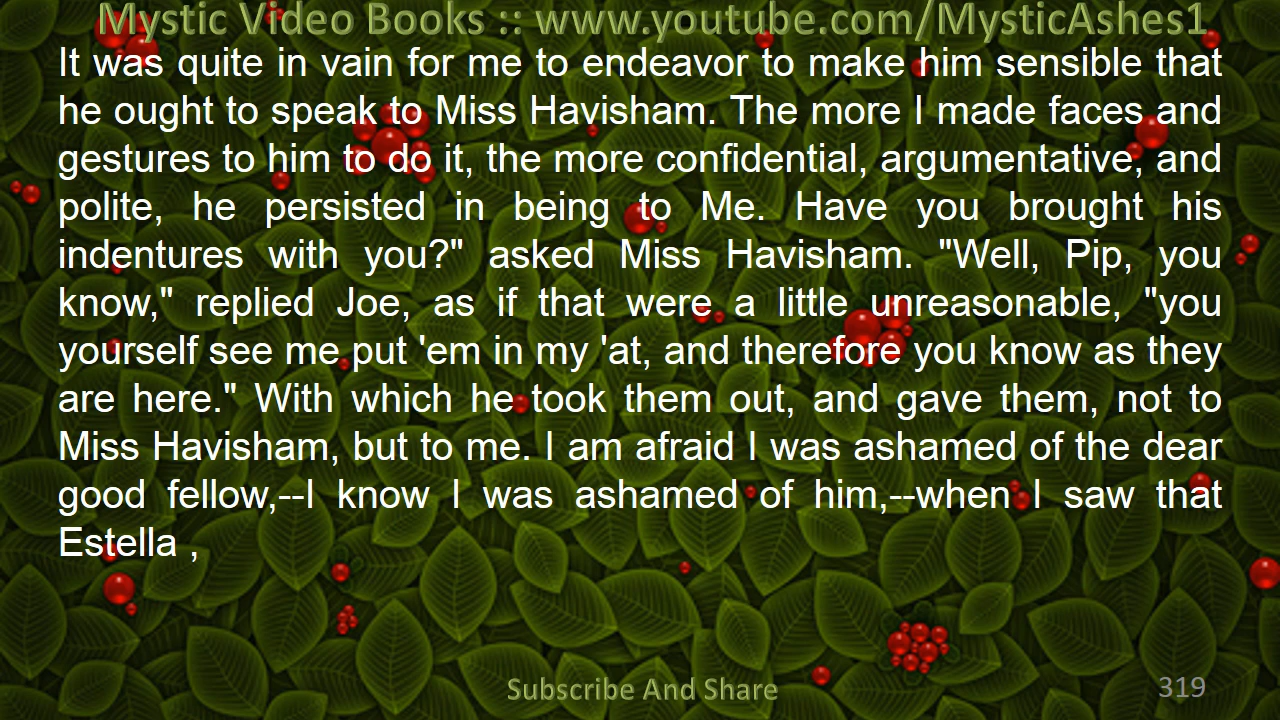 Mystic Video Books :: www.youtube.com/MysticAshes1
It was quite in vain for me to endeavor to make him sensible that
he ought to speak to Miss Havisham. The more I made faces and
gestures to him to do it, the more confidential, argumentative, and
polite, he persisted in being to Me. Have you brought his
indentures with you?" asked Miss Havisham. "Well, Pip, you
know," replied Joe, as if that were a little unreasonable, "you
yourself see me put 'em in my 'at, and therefore you know as they
are here." With which he took them out, and gave them, not to
Miss Havisham, but to me. I am afraid I was ashamed of the dear
good fellow,--I know I was ashamed of him,--when I saw that
Estella ,
Subscribe And Share
319